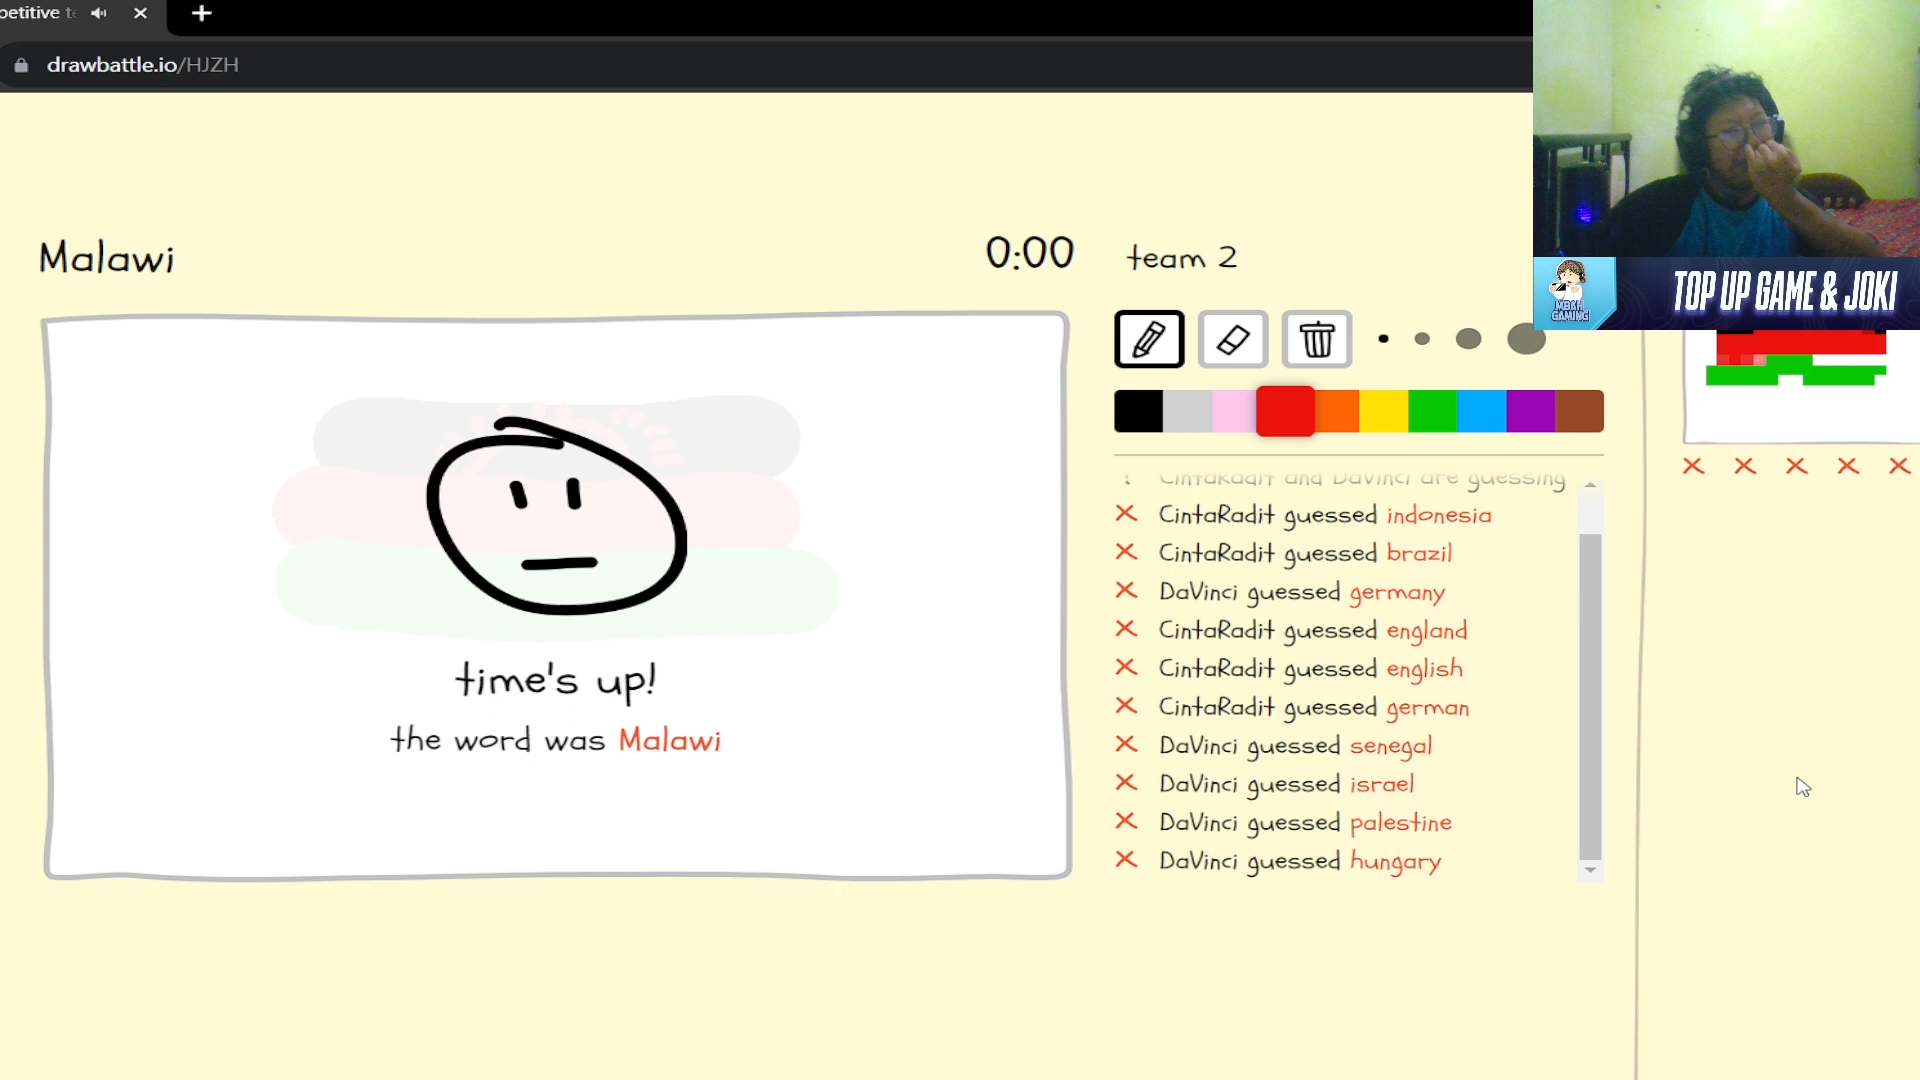 petitive t
drawbattle.io/HJZH
TOP UP GAME & JOKI
MBAH
GAMING
Malawi
0:00
team 2
CintaRadit and DaVinci are guessing
CintaRadit guessed indonesia
CintaRadit guessed brazil
DaVinci guessed germany
CintaRadit guessed england
CintaRadit guessed english
CintaRadit guessed german
DaVinci guessed senegal
DaVinci guessed israel
DaVinci guessed palestine
DaVinci guessed hungary
time's up!
the word was Malawi